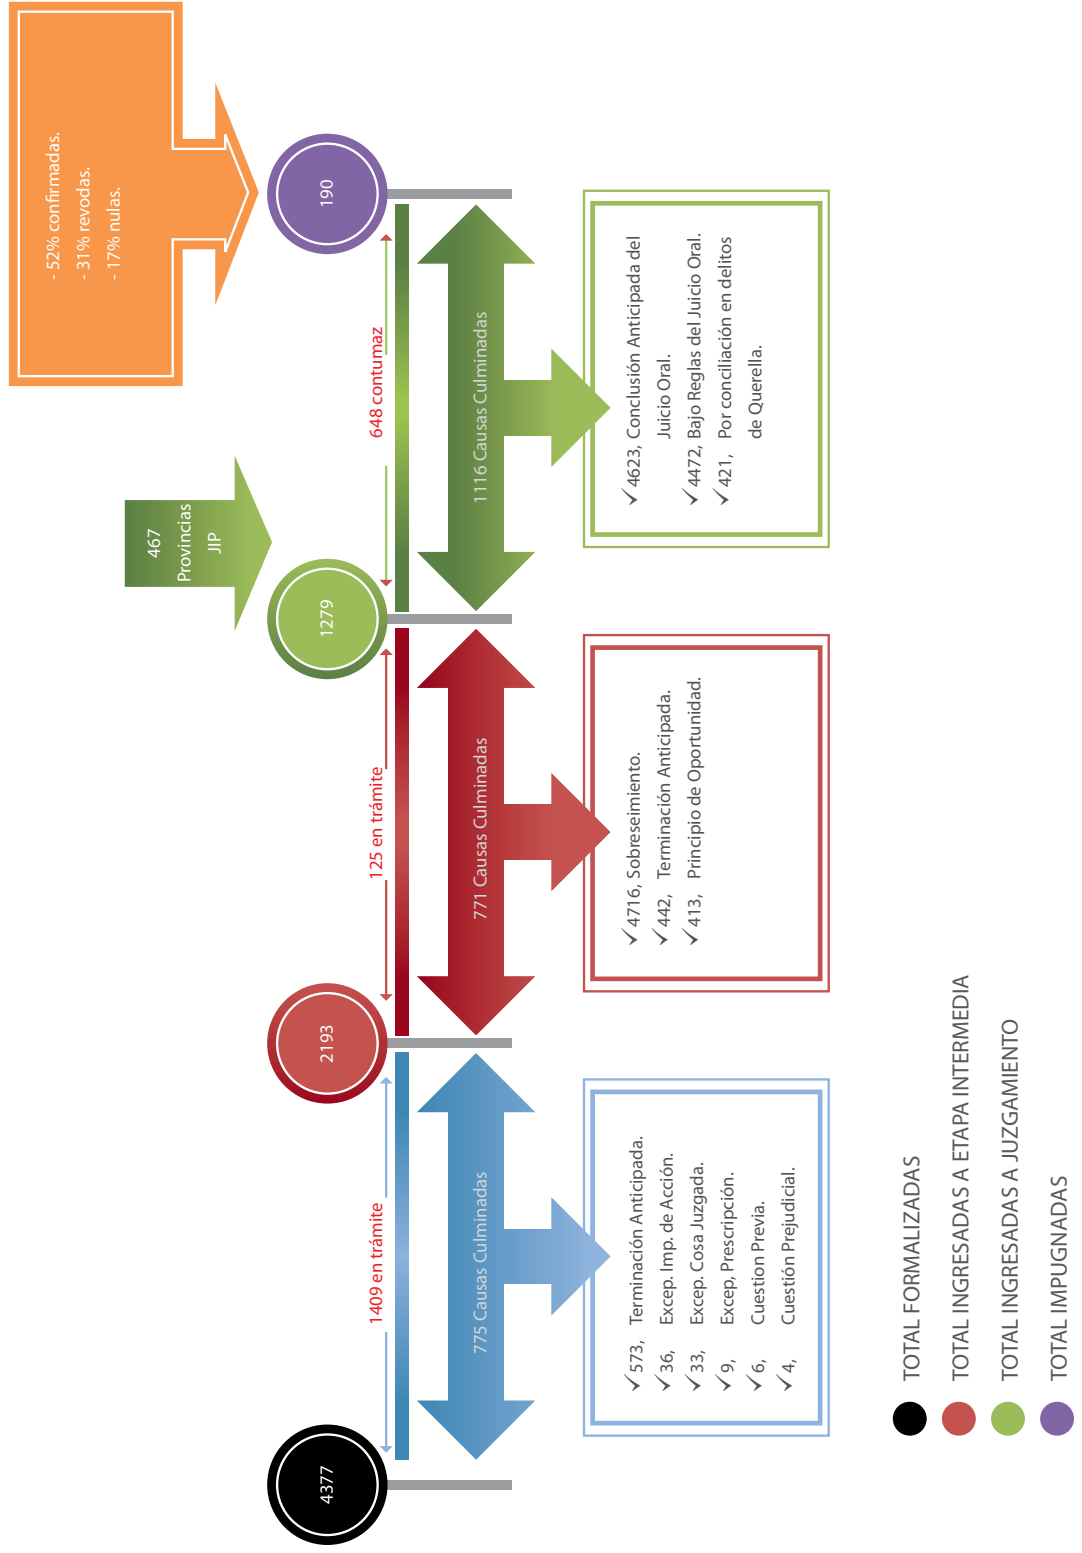 - 52% confirmadas.
- 31% revodas.
- 17% nulas.
467
Provincias
JIP
4377
2193
1279
190
1409 en trámite
125 en trámite
648 contumaz
775 Causas Culminadas
771 Causas Culminadas
1116 Causas Culminadas
✓573, Terminación Anticipada.
✓36, Excep. Imp. de Acción.
✓33, Excep. Cosa Juzgada.
✓9, Excep, Prescripción.
✓6, Cuestion Previa.
✓4, Cuestión Prejudicial.
✓4716, Sobreseimiento.
✓442, Terminación Anticipada.
✓413, Principio de Oportunidad.
✓4623, Conclusión Anticipada del
Juicio Oral.
✓4472, Bajo Reglas del Juicio Oral.
✓421, Por conciliación en delitos
de Querella.
TOTAL FORMALIZADAS
TOTAL INGRESADAS A ETAPA INTERMEDIA
TOTAL INGRESADAS A JUZGAMIENTO
TOTAL IMPUGNADAS